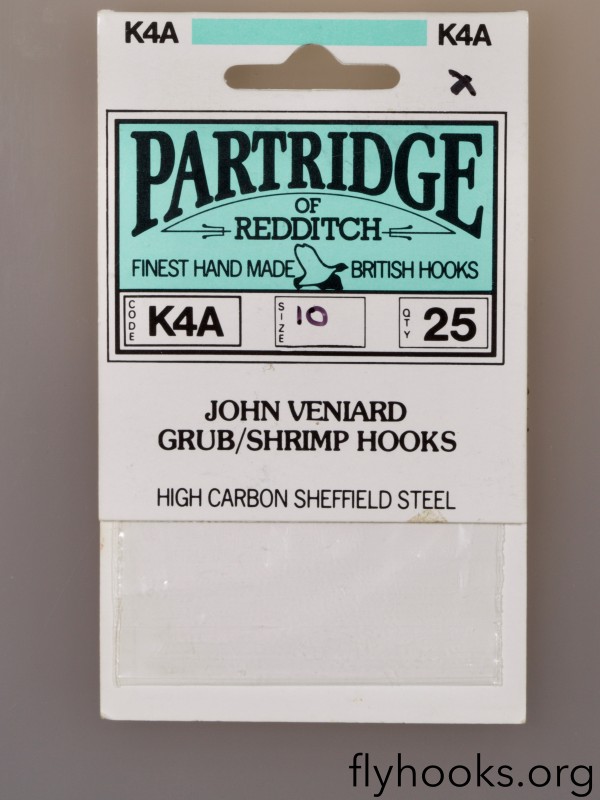 K4A K4A
x
PARTRIDGE
OF
REDDITCH
FINEST HAND MADE BRITISH HOOKS
CODE K4A SIZE 10 QTY 25
JOHN VENIARD
GRUB/SHRIMP HOOKS
HIGH CARBON SHEFFIELD STEEL
flyhooks.org